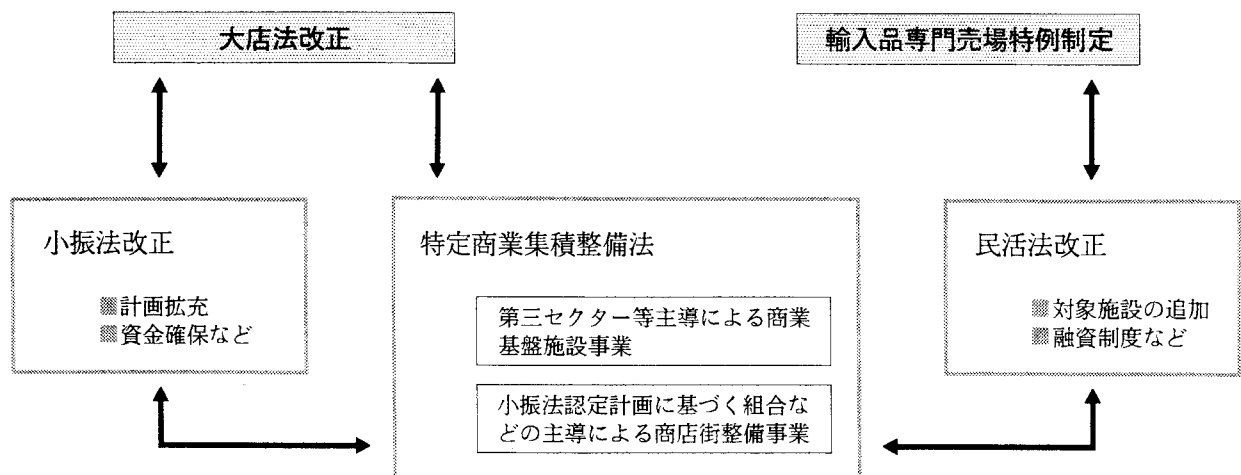 大店法改正
輸入品専門売場特例制定
小振法改正
計画拡充
資金確保など
特定商業集積整備法
第三セクター等主導による商業
基盤施設事業
小振法認定計画に基づく組合な
どの主導による商店街整備事業
民活法改正
対象施設の追加
融資制度など